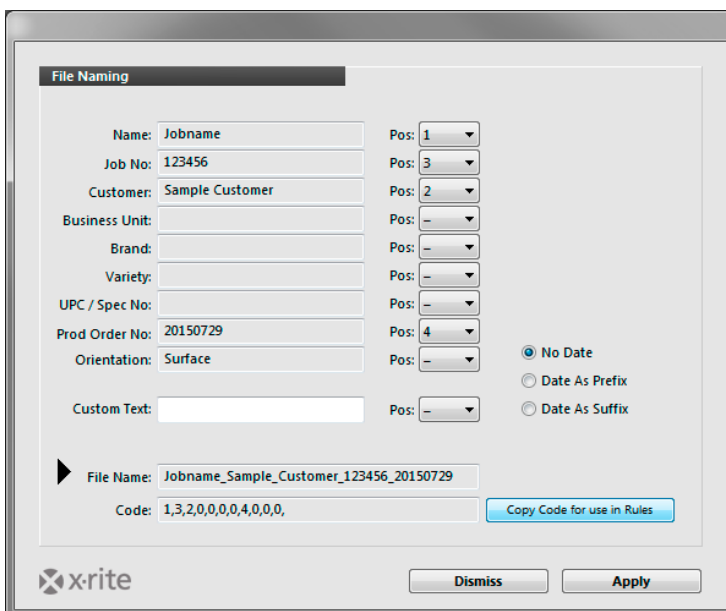 File Naming
Name: Jobname Pos: 1
Job No: 123456 Pos: 3
Customer: Sample Customer Pos: 2
Business Unit: Pos: –
Brand: Pos: –
Variety: Pos: –
UPC / Spec No: Pos: –
Prod Order No: 20150729 Pos: 4
Orientation: Surface Pos: –
No Date
Date As Prefix
Custom Text: Pos: –
Date As Suffix
File Name: Jobname_Sample_Customer_123456_20150729
Code: 1,3,2,0,0,0,0,4,0,0,0, Copy Code for use in Rules
x·rite Dismiss Apply